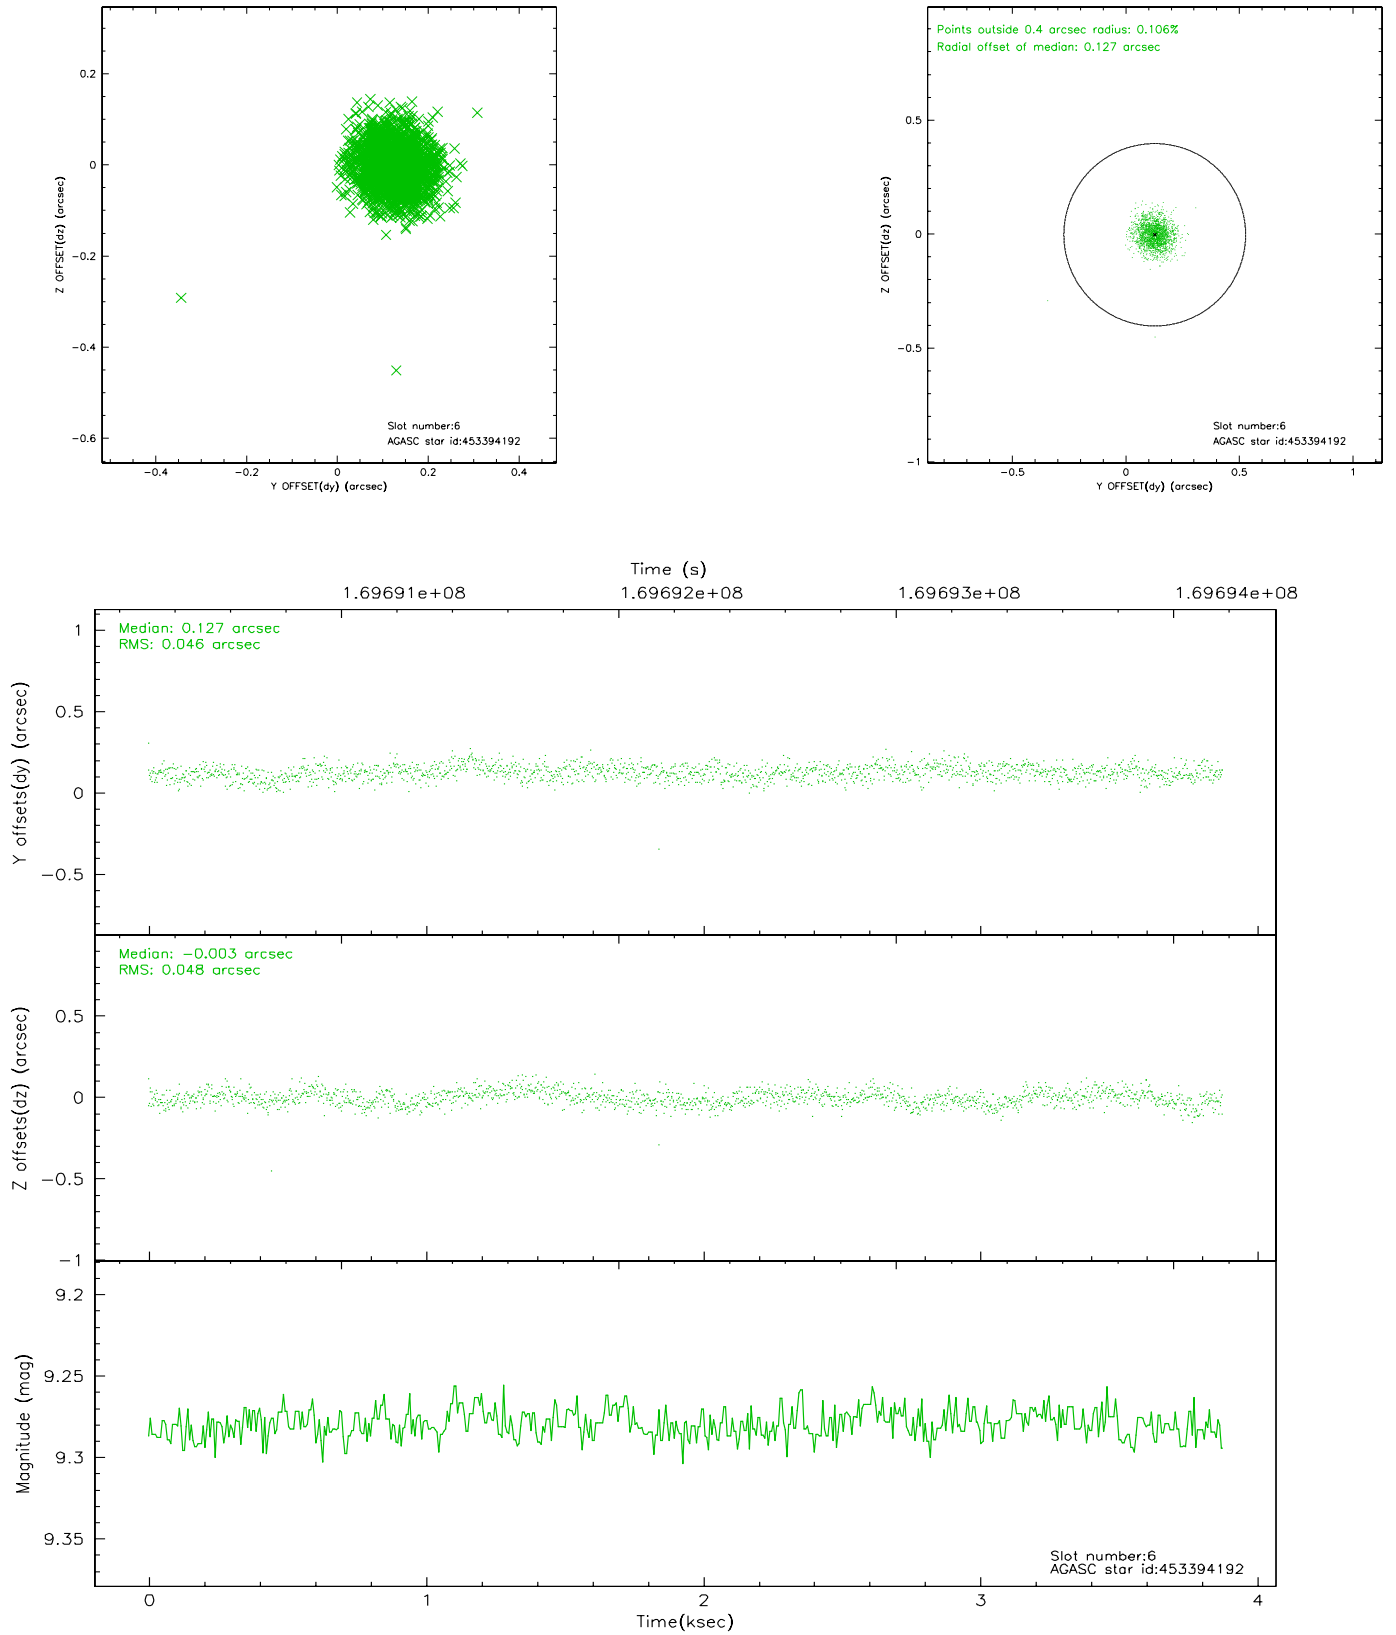 0.2
0
−0.2
−0.4
−0.6
Z OFFSET(dz) (arcsec)
Slot number:6
AGASC star id:453394192
−0.4
−0.2
0
0.2
0.4
Y OFFSET(dy) (arcsec)
Points outside 0.4 arcsec radius: 0.106%
Radial offset of median: 0.127 arcsec
0.5
0
−0.5
−1
Z OFFSET(dz) (arcsec)
Slot number:6
AGASC star id:453394192
−0.5
0
0.5
1
Y OFFSET(dy) (arcsec)
Time (s)
1.69691e+08
1.69692e+08
1.69693e+08
1.69694e+08
Median: 0.127 arcsec
RMS: 0.046 arcsec
1
0.5
0
−0.5
Y offsets(dy) (arcsec)
Median: −0.003 arcsec
RMS: 0.048 arcsec
0.5
0
−0.5
−1
Z offsets(dz) (arcsec)
9.2
9.25
9.3
9.35
Magnitude (mag)
Slot number:6
AGASC star id:453394192
0
1
2
3
4
Time(ksec)